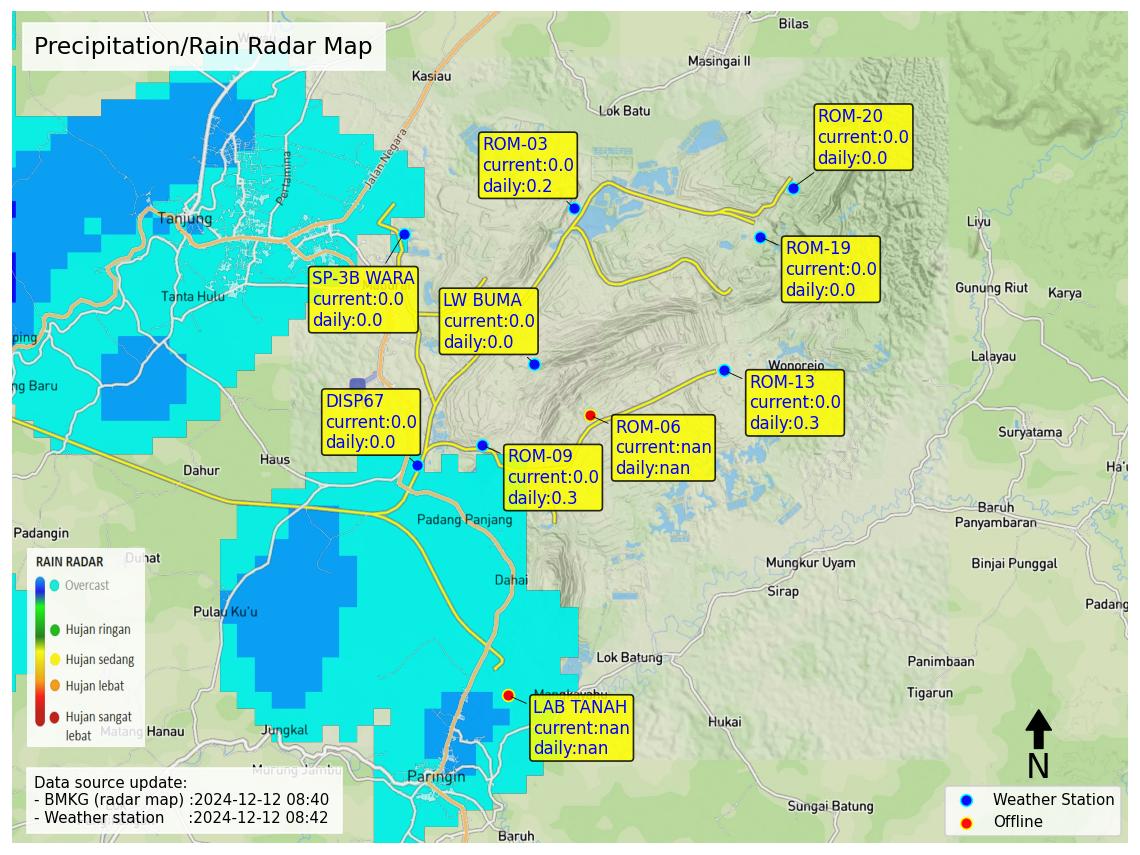 Precipitation/Rain Radar Map
Bilas
Masingai II
Kasiau
Lok Batu
Jalan Negara
Pertamina
Tanjung
Tanta Hulu
ping
ng Baru
ROM-03
current:0.0
daily:0.2
ROM-20
current:0.0
daily:0.0
ROM-19
current:0.0
daily:0.0
SP-3B WARA
current:0.0
daily:0.0
LW BUMA
current:0.0
daily:0.0
Liyu
Gunung Riut
Karya
Lalayau
Wonorejo
ROM-13
current:0.0
daily:0.3
DISP67
current:0.0
daily:0.0
ROM-06
current:nan
daily:nan
ROM-09
current:0.0
daily:0.3
Suryatama
Haus
Dahur
Padang Panjang
Baruh
Panyambaran
Padangin
Duhat
Dahai
Mungkur Uyam
Binjai Punggal
Sirap
Padang
Pulau Ku'u
Lok Batung
Panimbaan
Tigarun
RAIN RADAR
Overcast
Hujan ringan
Hujan sedang
Hujan lebat
Hujan sangat
lebat
Matang Hanau
Jungkal
Murung Jambu
Mangkayahu
LAB TANAH
current:nan
daily:nan
Hukai
Paringin
Sungai Batung
Baruh
N
Data source update:
- BMKG (radar map) :2024-12-12 08:40
- Weather station :2024-12-12 08:42
Weather Station
Offline